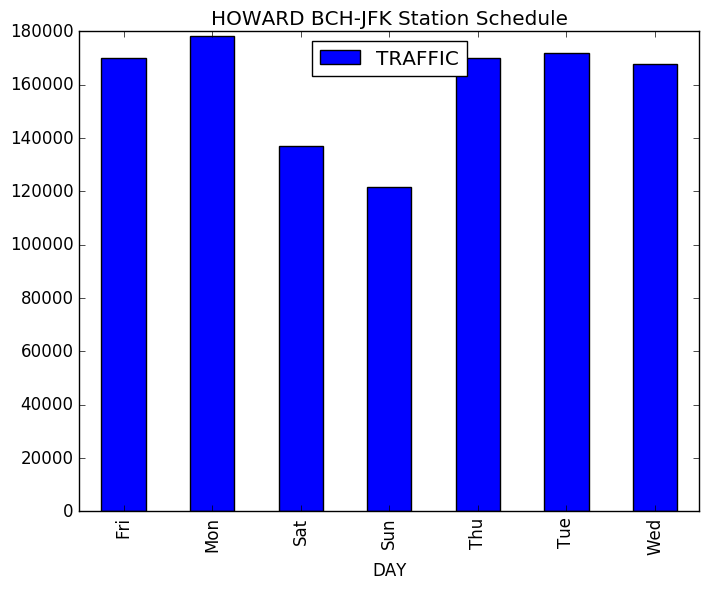 HOWARD BCH-JFK Station Schedule
TRAFFIC
180000
160000
140000
120000
100000
80000
60000
40000
20000
0
Fri Mon Sat Sun Thu Tue Wed
DAY